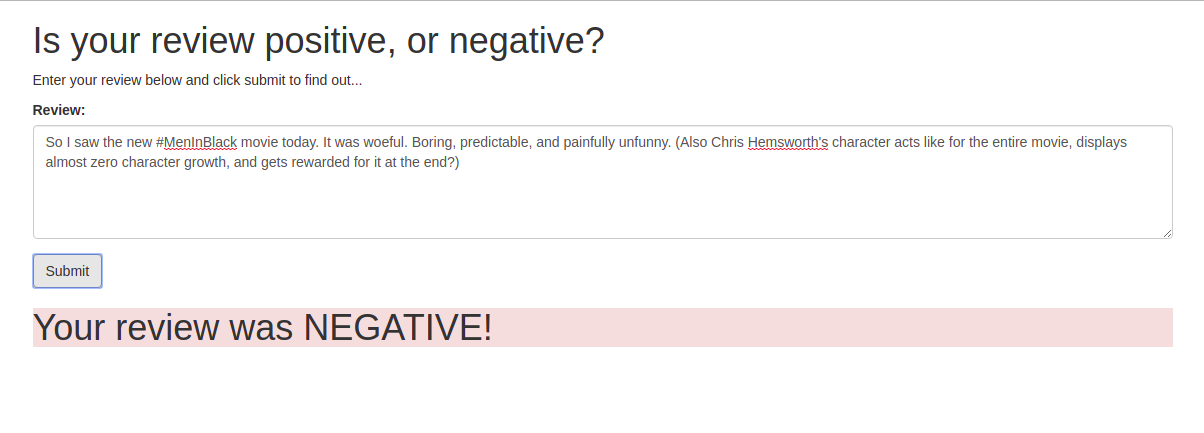 Is your review positive, or negative?
Enter your review below and click submit to find out...
Review:
So I saw the new #MenInBlack movie today. It was woeful. Boring, predictable, and painfully unfunny. (Also Chris Hemsworth's character acts like for the entire movie, displays
almost zero character growth, and gets rewarded for it at the end?)
Submit
Your review was NEGATIVE!